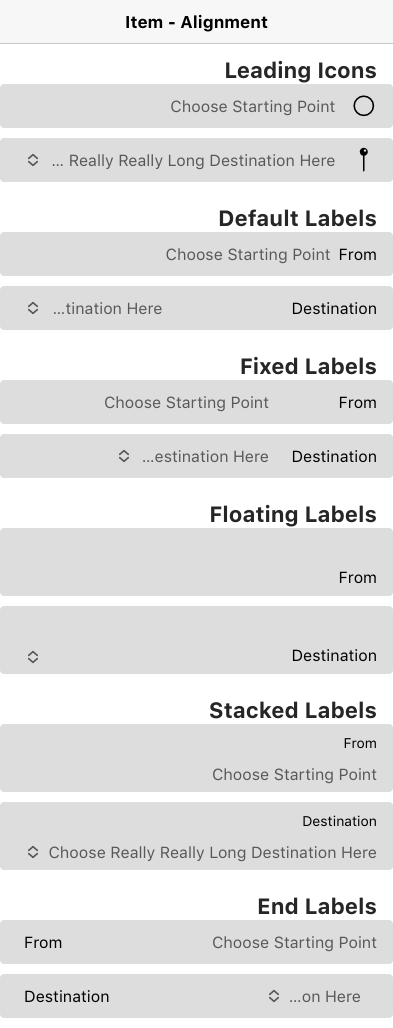 Item - Alignment
Leading Icons
Choose Starting Point
... Really Really Long Destination Here
Default Labels
From Choose Starting Point
Destination ...tination Here
Fixed Labels
From Choose Starting Point
Destination ...estination Here
Floating Labels
From
Destination
Stacked Labels
From
Choose Starting Point
Destination
Choose Really Really Long Destination Here
End Labels
Choose Starting Point From
...on Here Destination